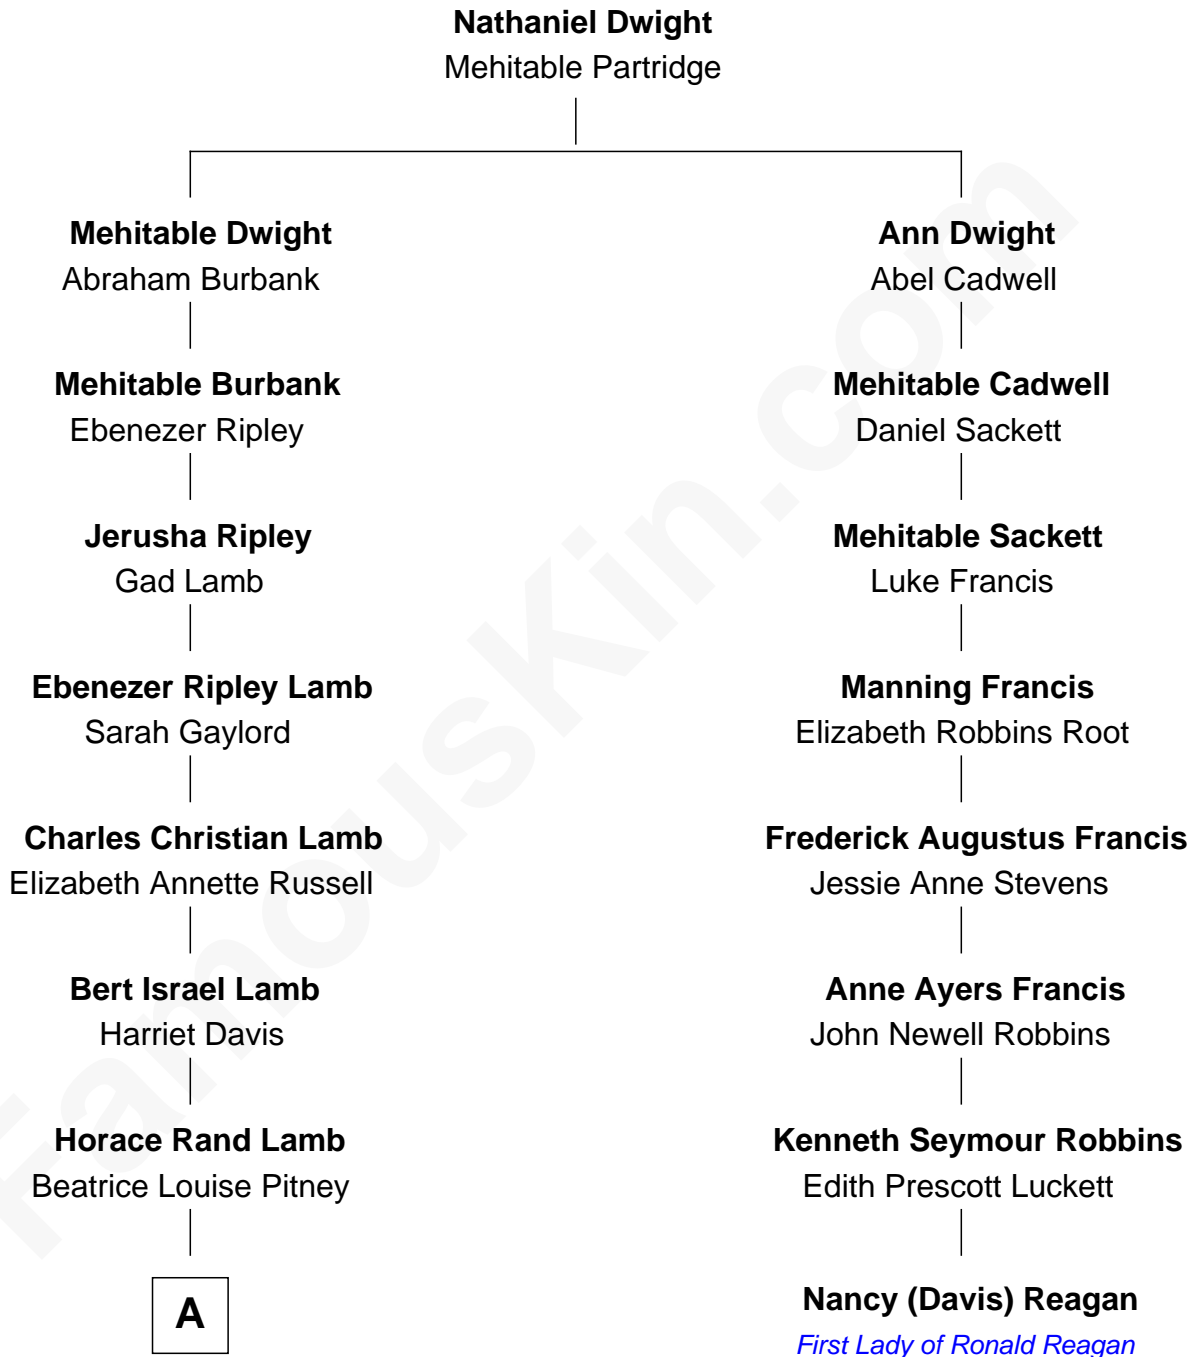 Nathaniel Dwight
Mehitable Partridge
Mehitable Dwight
Abraham Burbank
Mehitable Burbank
Ebenezer Ripley
Jerusha Ripley
Gad Lamb
Ebenezer Ripley Lamb
Sarah Gaylord
Charles Christian Lamb
Elizabeth Annette Russell
Bert Israel Lamb
Harriet Davis
Horace Rand Lamb
Beatrice Louise Pitney
A
Ann Dwight
Abel Cadwell
Mehitable Cadwell
Daniel Sackett
Mehitable Sackett
Luke Francis
Manning Francis
Elizabeth Robbins Root
Frederick Augustus Francis
Jessie Anne Stevens
Anne Ayers Francis
John Newell Robbins
Kenneth Seymour Robbins
Edith Prescott Luckett
Nancy (Davis) Reagan
First Lady of Ronald Reagan
FamousKin.com